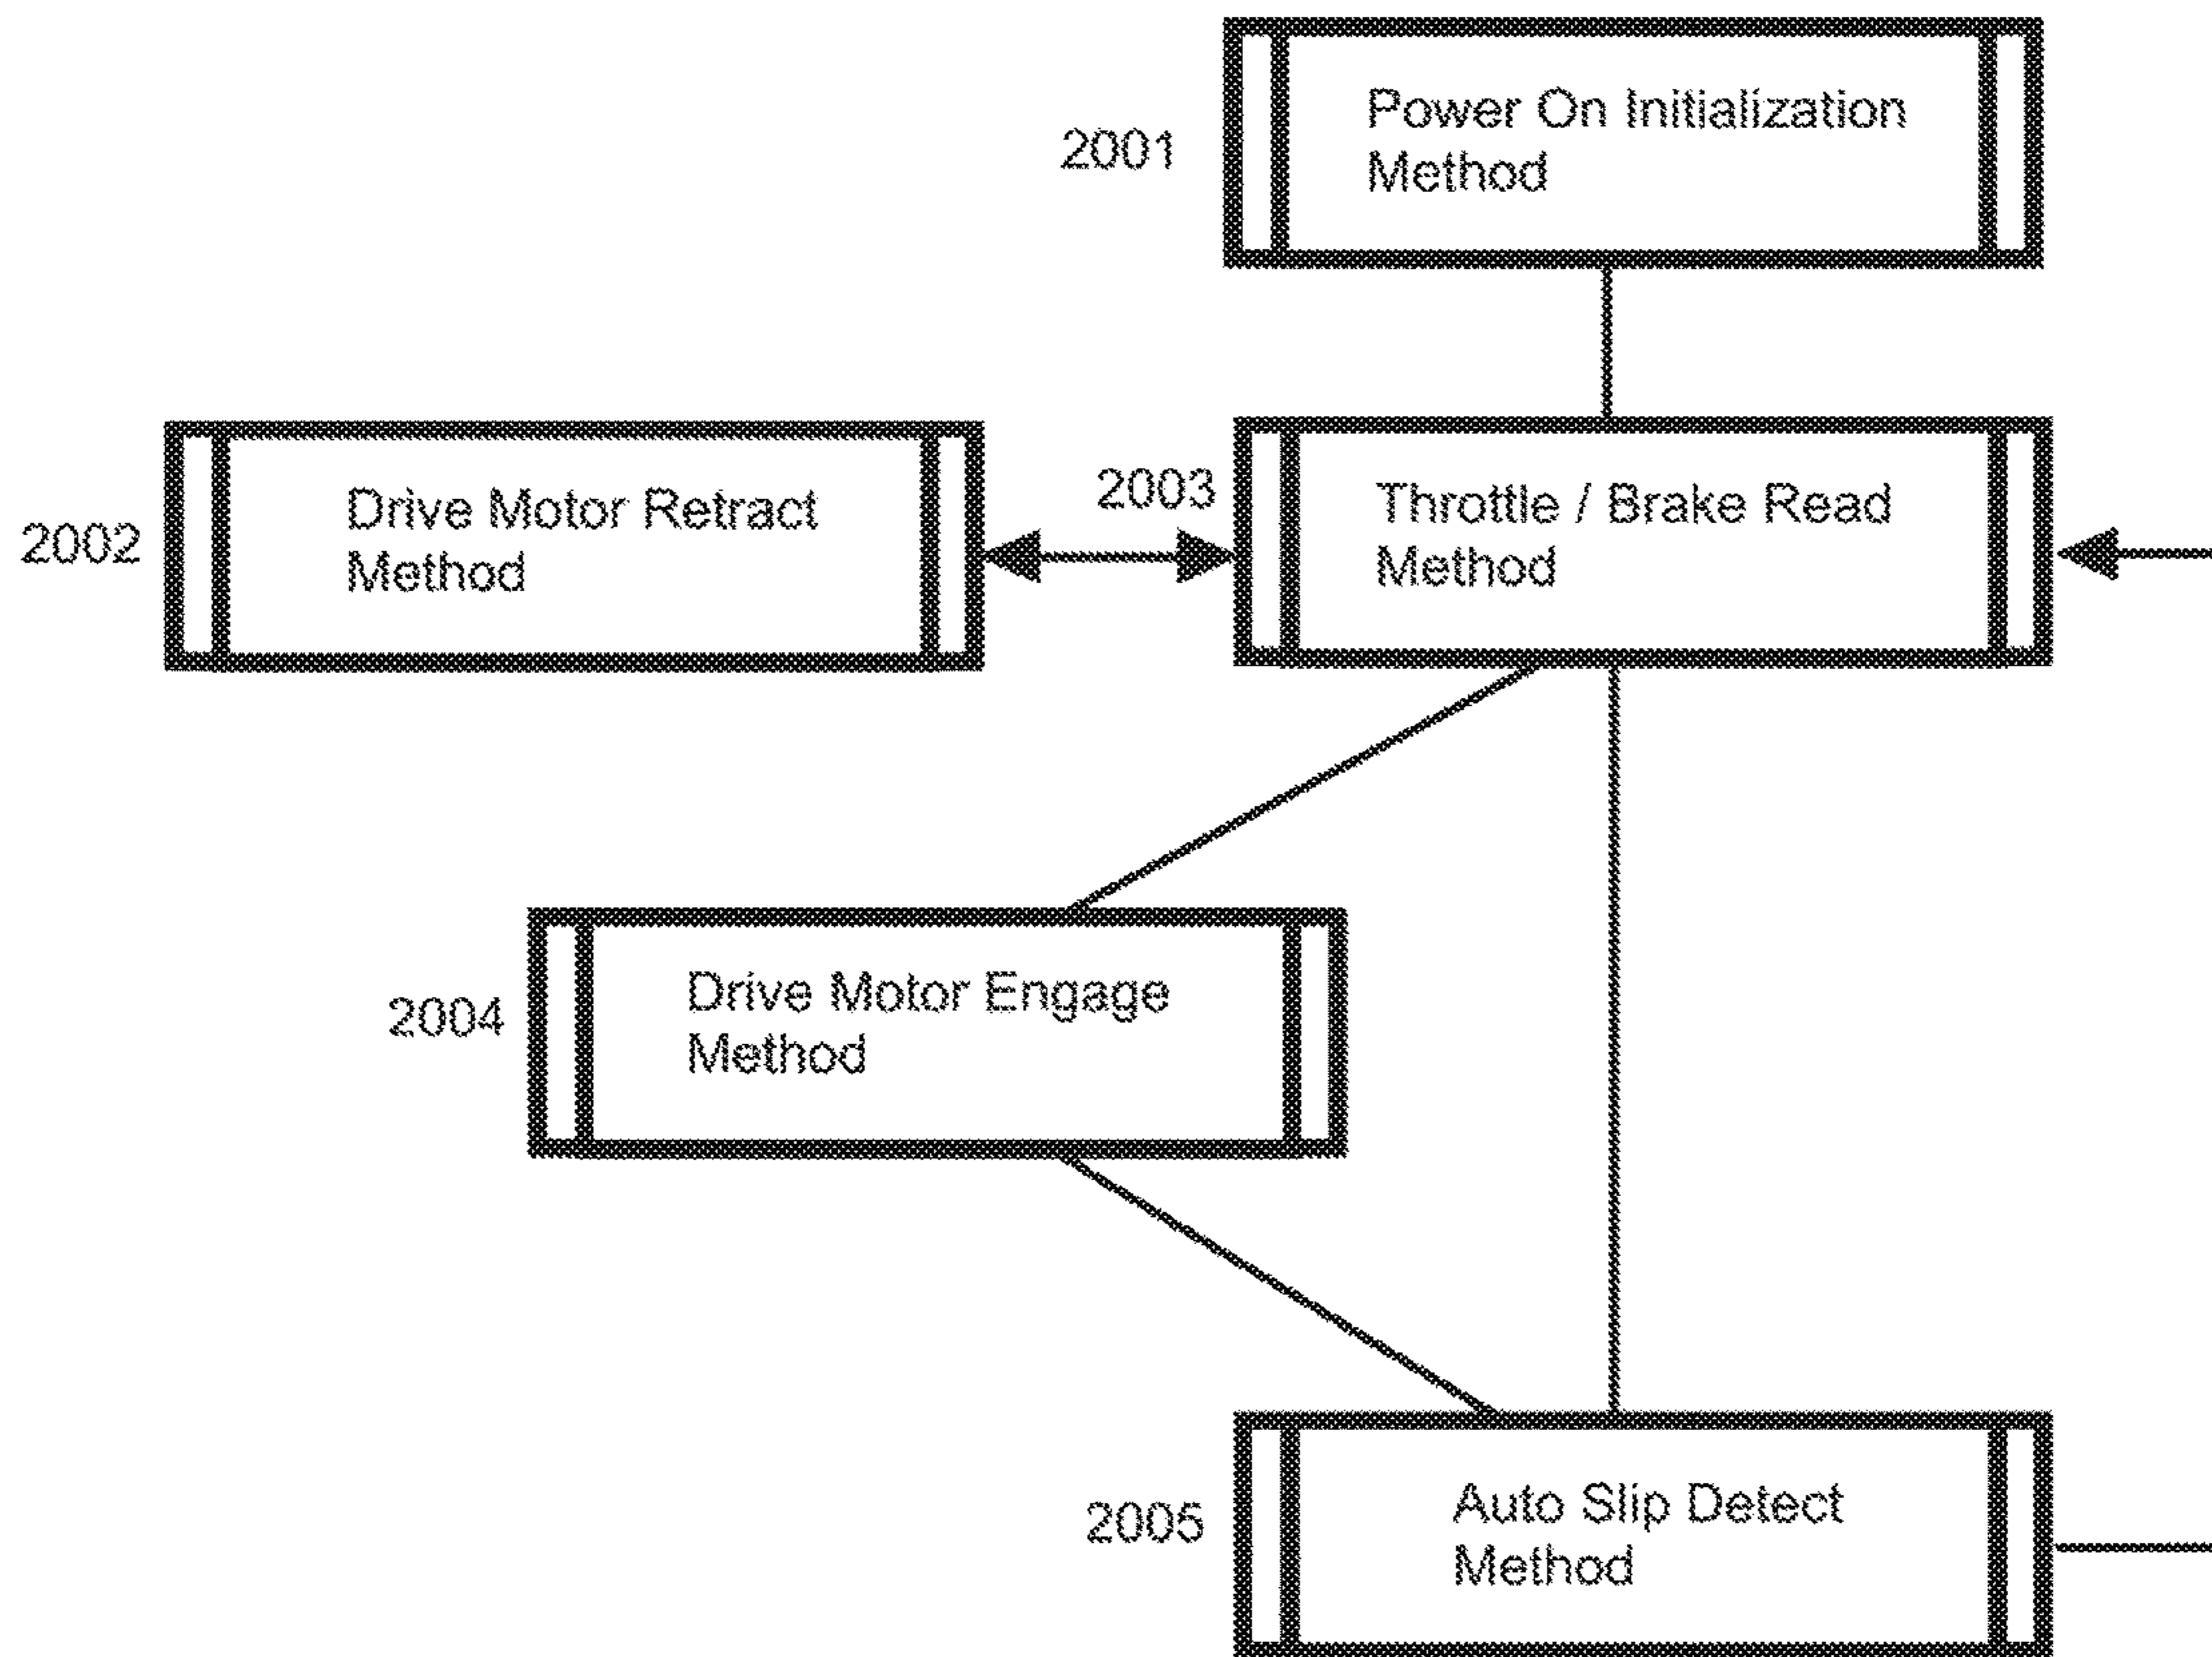 2001
Power On Initialization
Method
2002
Drive Motor Retract
Method
2003
Throttle / Brake Read
Method
2004
Drive Motor Engage
Method
2005
Auto Slip Detect
Method